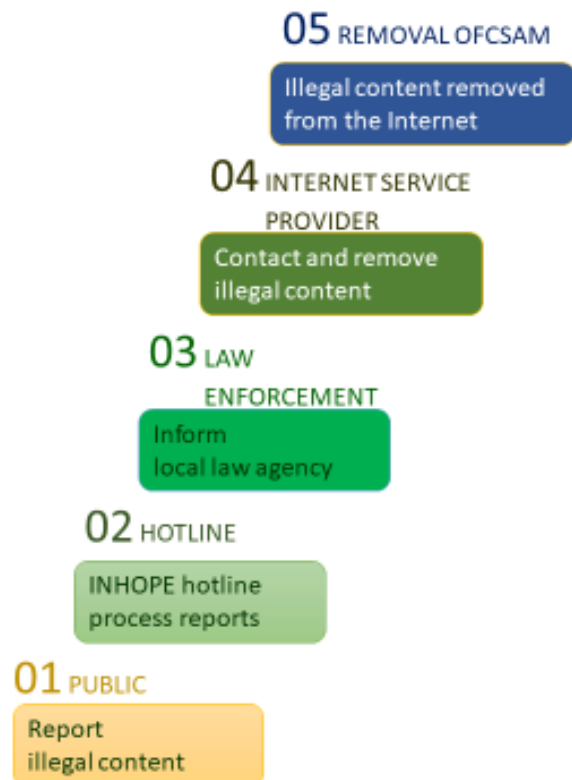 05 REMOVAL OFCSAM
Illegal content removed
from the Internet
04 INTERNET SERVICE
PROVIDER
Contact and remove
illegal content
03 LAW
ENFORCEMENT
Inform
local law agency
02 HOTLINE
INHOPE hotline
process reports
01 PUBLIC
Report
illegal content